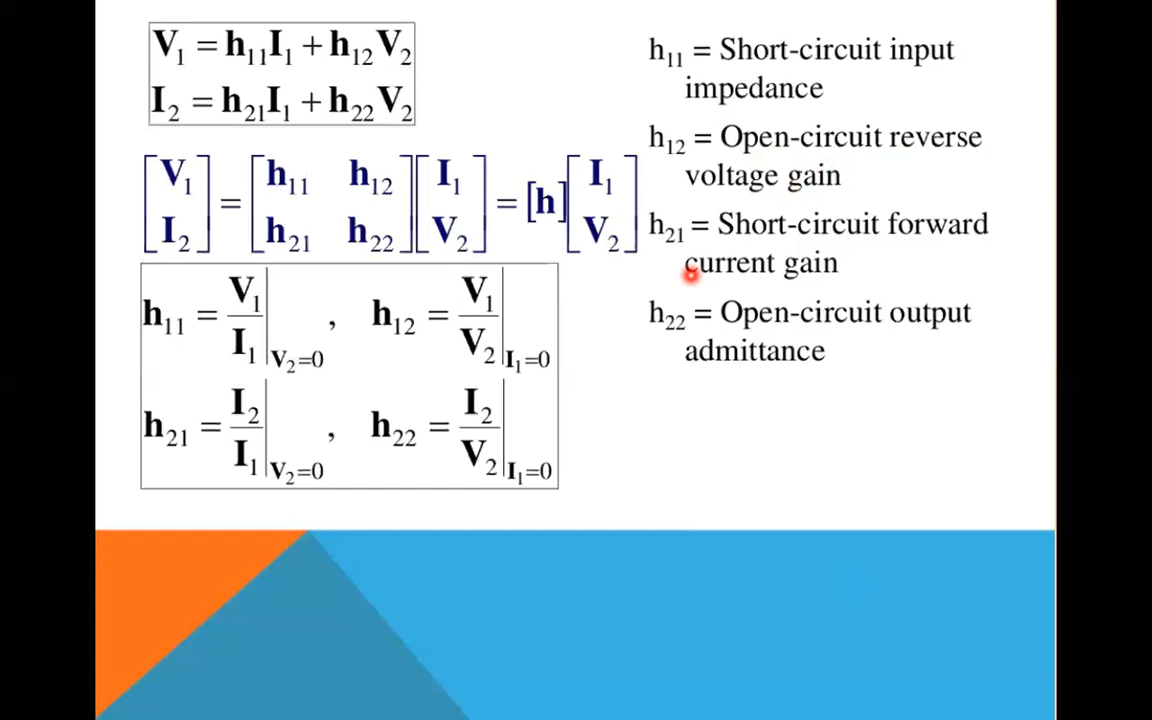 V₁ = h₁₁I₁ + h₁₂V₂
I₂ = h₂₁I₁ + h₂₂V₂
[V₁ I₂] = [h₁₁ h₁₂ h₂₁ h₂₂] [I₁ V₂] = [h] [I₁ V₂]
h₁₁ = V₁/I₁ |V₂=0 , h₁₂ = V₁/V₂ |I₁=0
h₂₁ = I₂/I₁ |V₂=0 , h₂₂ = I₂/V₂ |I₁=0
h₁₁ = Short-circuit input
impedance
h₁₂ = Open-circuit reverse
voltage gain
h₂₁ = Short-circuit forward
current gain
h₂₂ = Open-circuit output
admittance